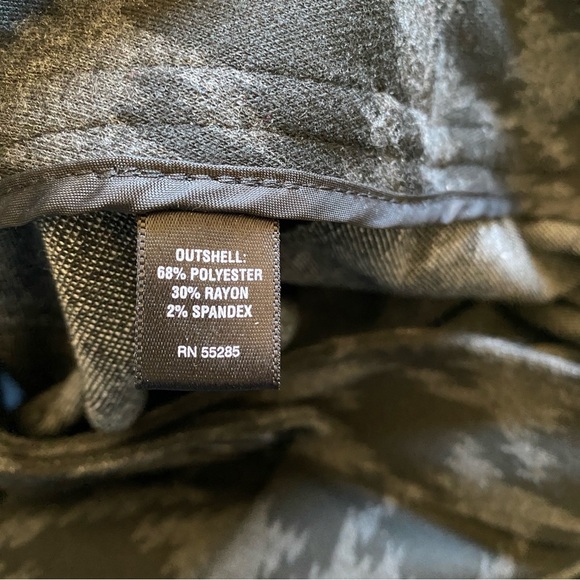 OUTSHELL:
68% POLYESTER
30% RAYON
2% SPANDEX
RN 55285